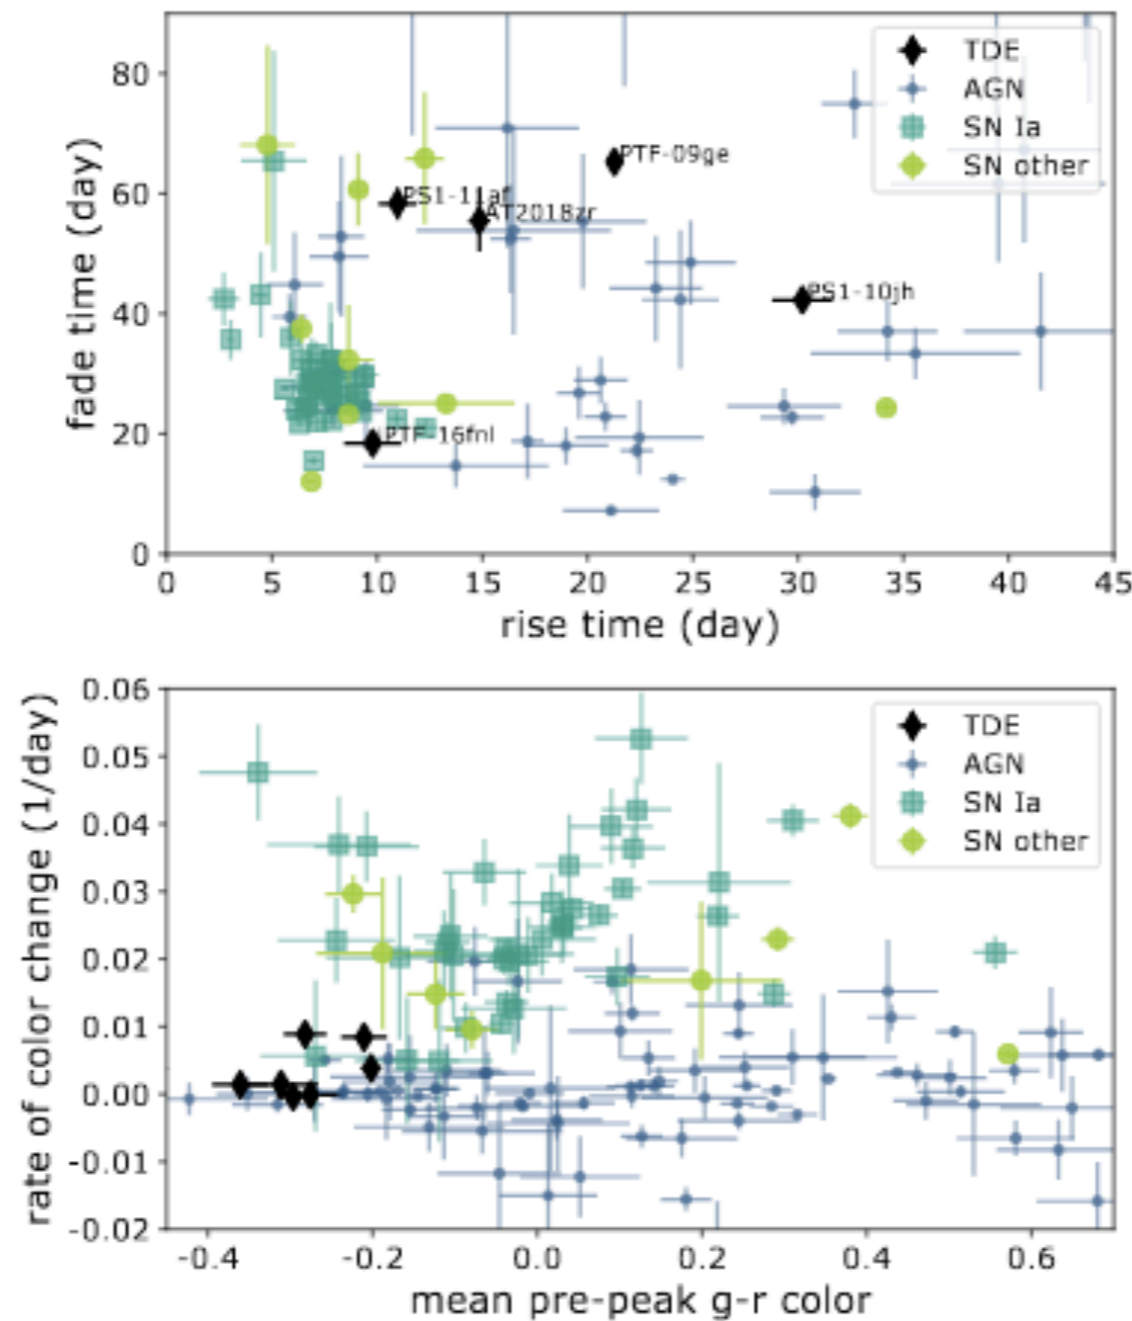 TDE
AGN
SN Ia
SN other
PTF-09ge
PS1-11af
AT2018zr
PS1-10jh
PTF-16fnl
80
60
40
20
0
fade time (day)
0 5 10 15 20 25 30 35 40 45
rise time (day)
TDE
AGN
SN Ia
SN other
0.06
0.05
0.04
0.03
0.02
0.01
0.00
-0.01
-0.02
rate of color change (1/day)
-0.4 -0.2 0.0 0.2 0.4 0.6
mean pre-peak g-r color